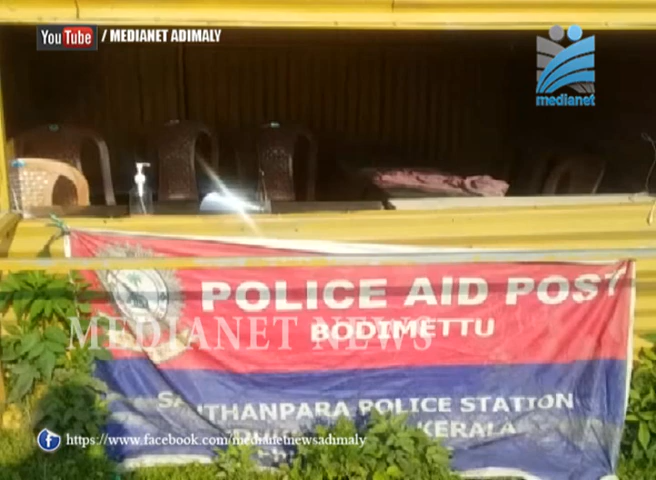 YouTube / MEDIANET ADIMALY
medianet
POLICE AID POST
BODIMETTU
MEDIANET NEWS
SANTHANPARA POLICE STATION
KERALA
https://www.facebook.com/medianetnewsadimaly